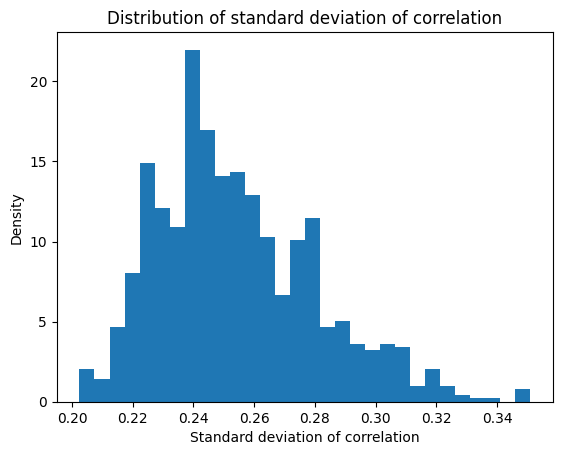 Distribution of standard deviation of correlation
Density
20
15
10
5
0
0.20 0.22 0.24 0.26 0.28 0.30 0.32 0.34
Standard deviation of correlation